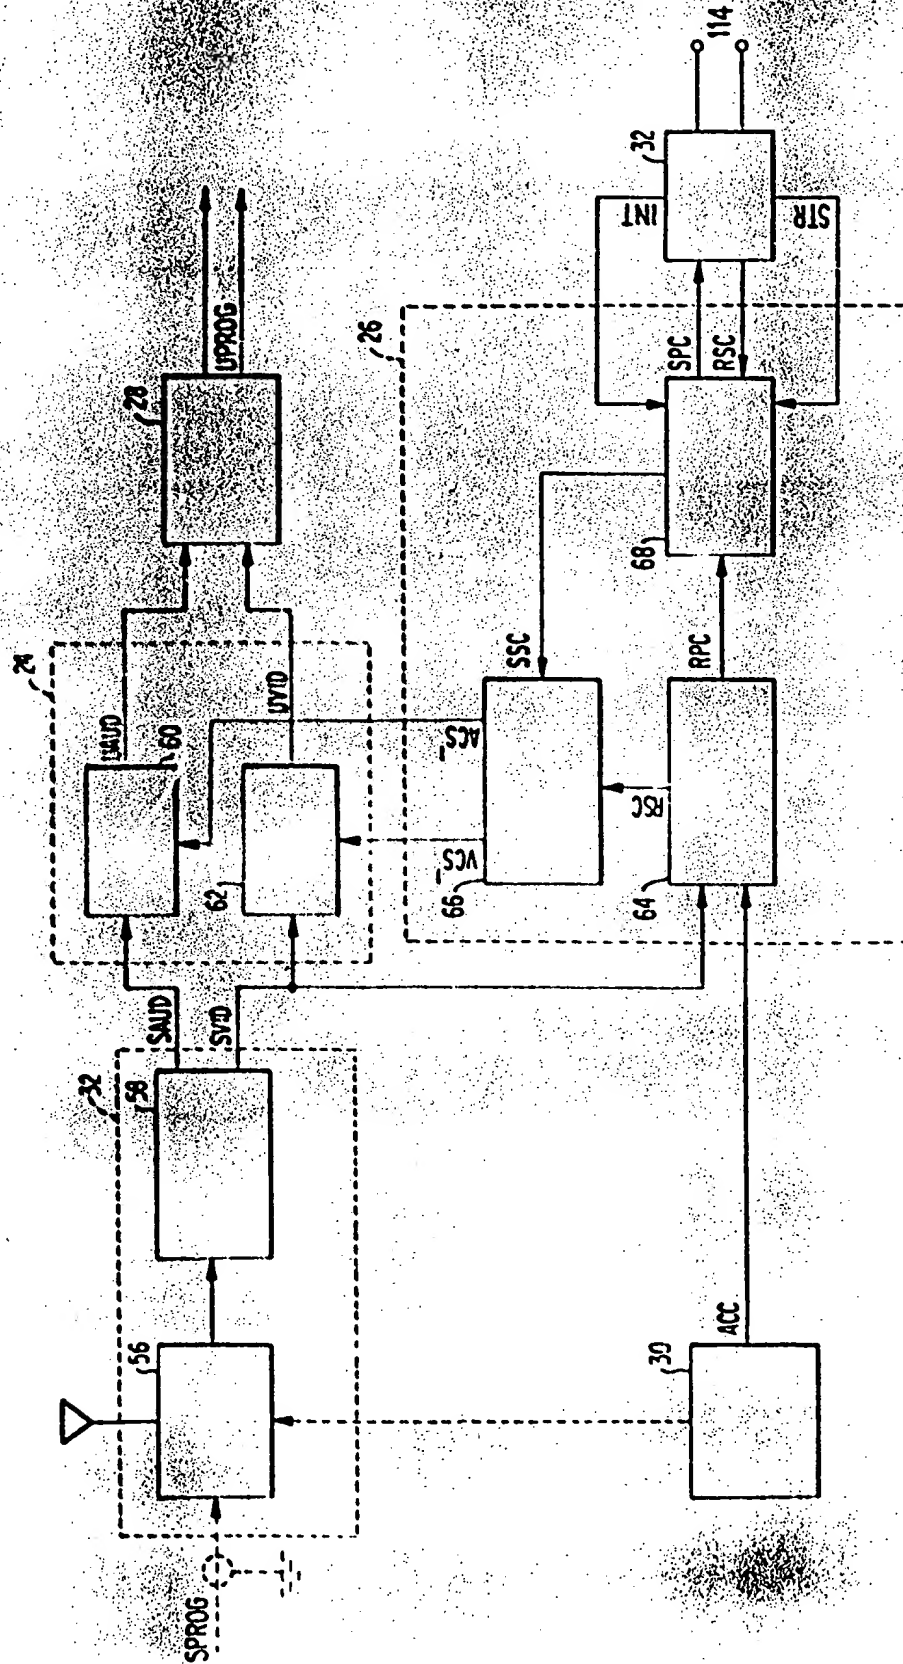 SPROG
56
32
58
SAUD
SVID
24
UAUD
60
62
UVID
28
UPROG
30
ACC
26
66
VCS'
ACS'
SSC
64
RSC
RPC
68
SPC
RSC
INT
STR
32
114